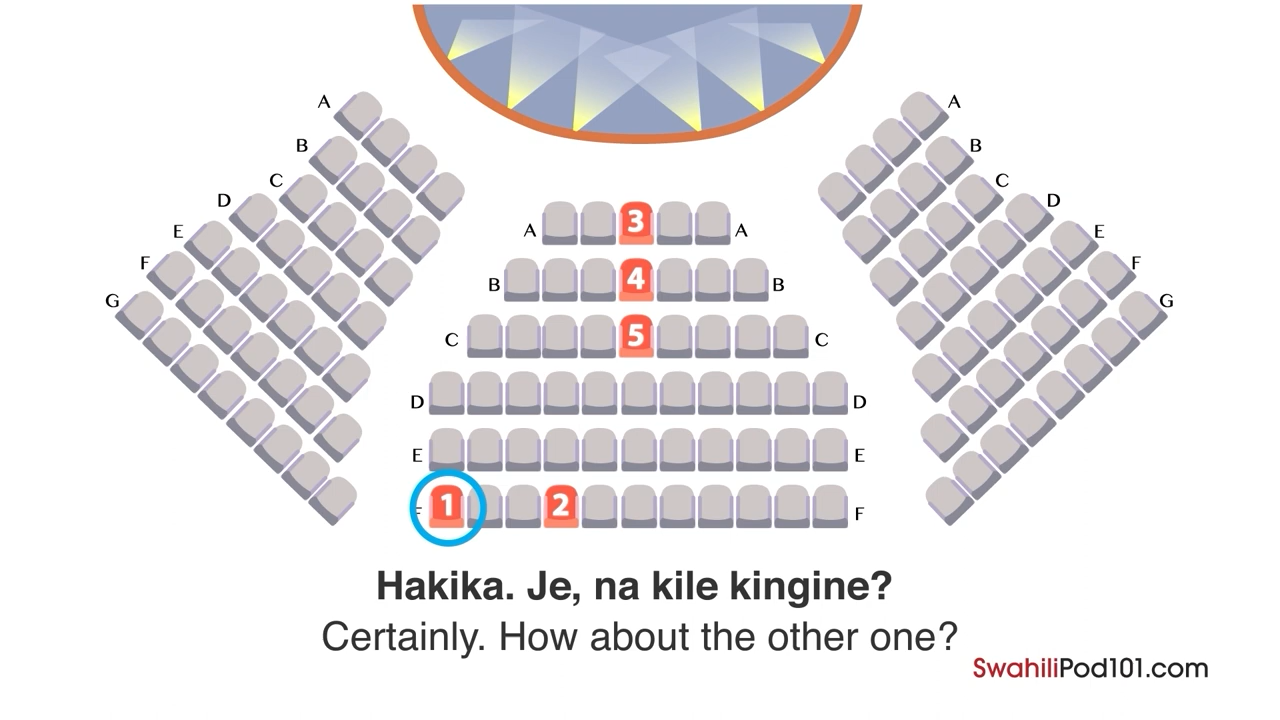 A
A
B
B
C
C
D
D
E
E
F
F
G
G
A 3 A
B 4 B
C 5 C
D D
E E
F 1 2 F
Hakika. Je, na kile kingine?
Certainly. How about the other one?
SwahiliPod101.com